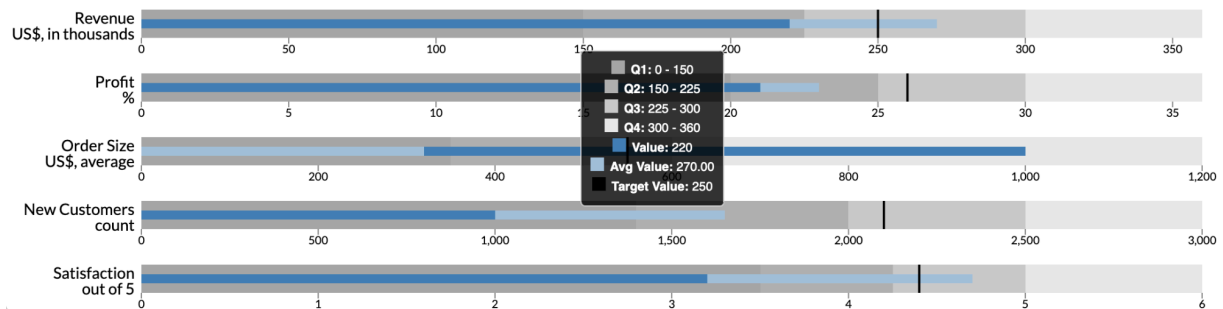 Revenue
US$, in thousands
0 50 100 150 200 250 300 350
Q1: 0 - 150
Profit
%
Q2: 150 - 225
Q3: 225 - 300
0 5 10 15 20 25 30 35
Q4: 300 - 360
Order Size
US$, average
Value: 220
Avg Value: 270.00
0 200 400 600 800 1,000 1,200
Target Value: 250
New Customers
count
0 500 1,000 1,500 2,000 2,500 3,000
Satisfaction
out of 5
0 1 2 3 4 5 6